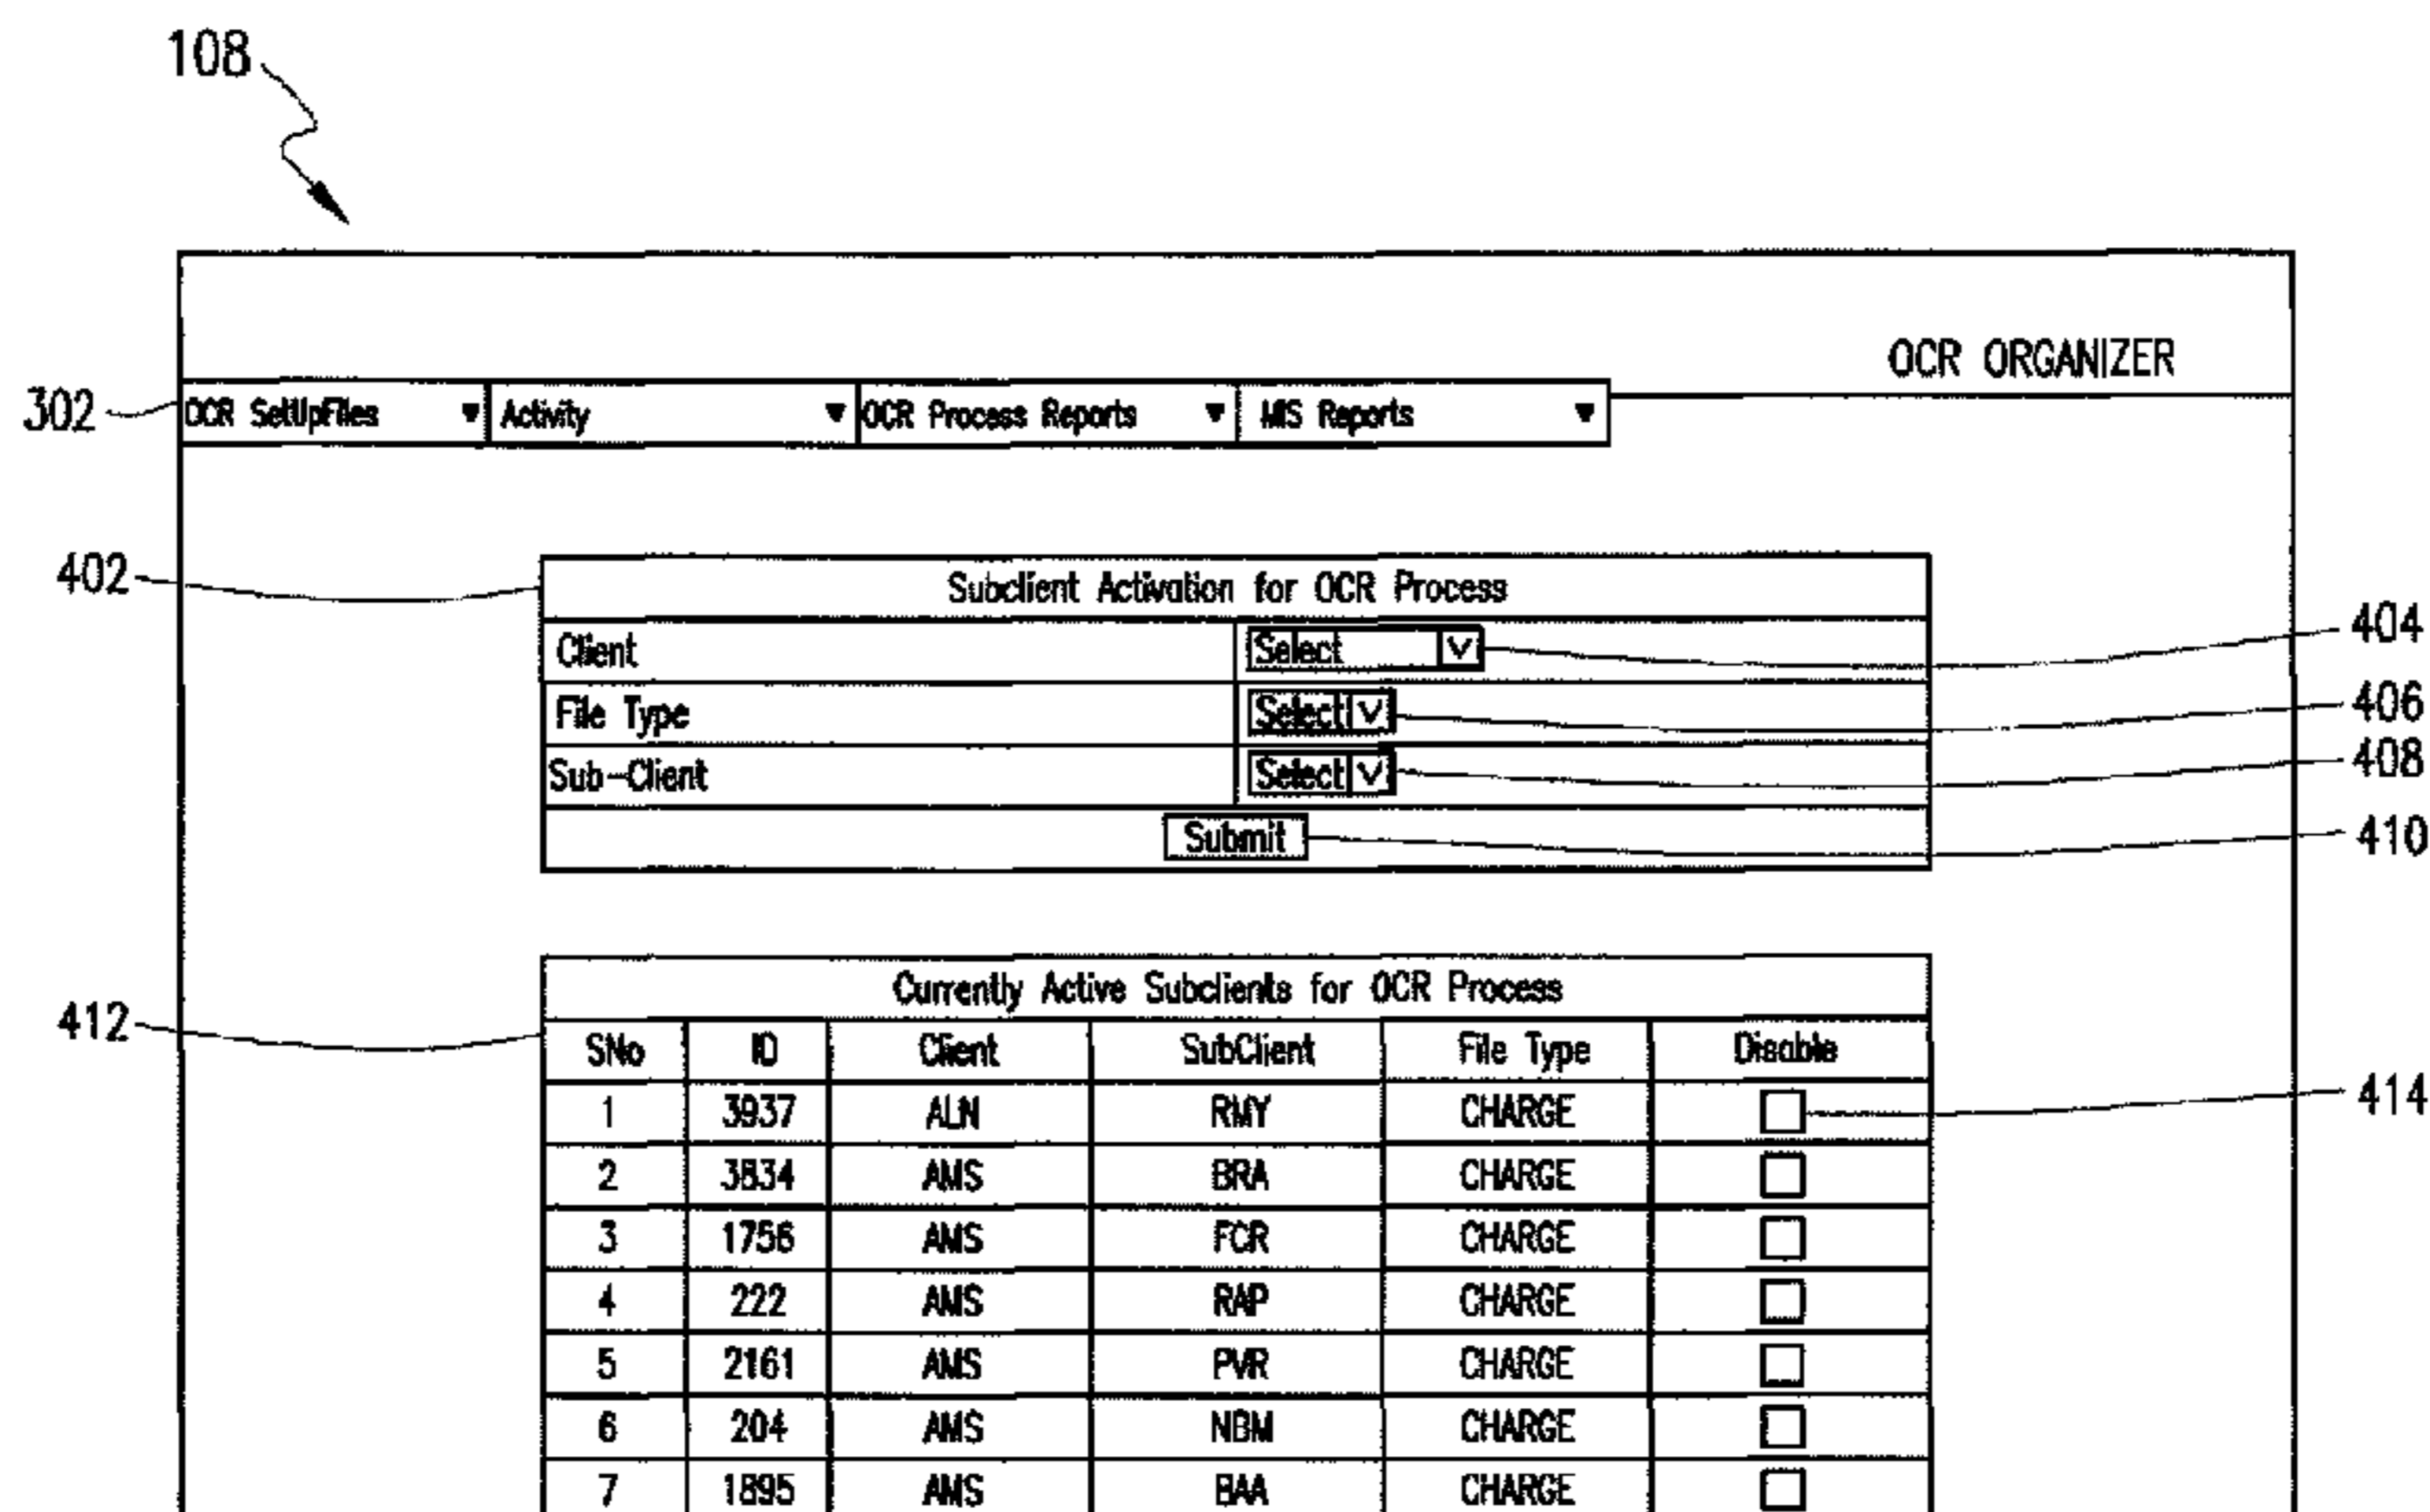 108
OCR ORGANIZER
302
OCR SetUpFiles ▼ Activity ▼ OCR Process Reports ▼ MIS Reports ▼
402
Subclient Activation for OCR Process
Client Select V 404
File Type Select V 406
Sub-Client Select V 408
Submit 410
412
Currently Active Subclients for OCR Process
SNo ID Client SubClient File Type Disable
1 3937 ALN RMY CHARGE 414
2 3834 AMS BRA CHARGE
3 1756 AMS FCR CHARGE
4 222 AMS RAP CHARGE
5 2161 AMS PVR CHARGE
6 204 AMS NBM CHARGE
7 1895 AMS BAA CHARGE